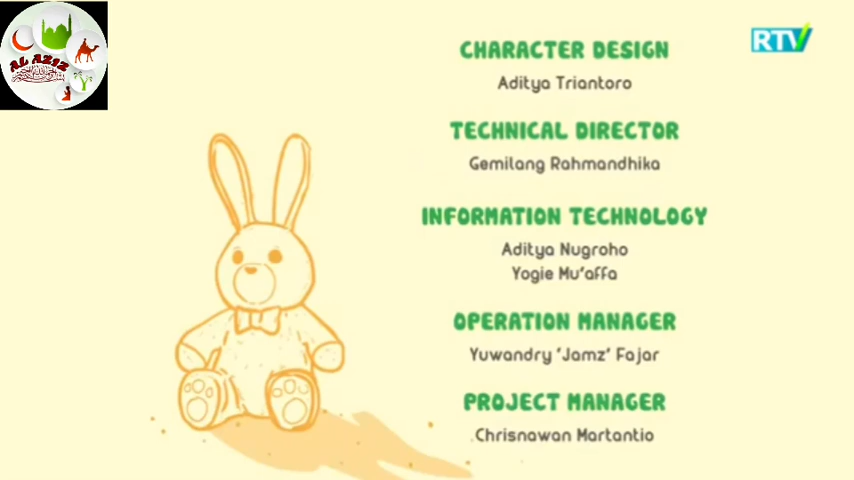 AL AZIZ
RTV
CHARACTER DESIGN
Aditya Triantoro
TECHNICAL DIRECTOR
Gemilang Rahmandhika
INFORMATION TECHNOLOGY
Aditya Nugroho
Yogie Mu'affa
OPERATION MANAGER
Yuwandry 'Jamz' Fajar
PROJECT MANAGER
Chrisnawan Martantio